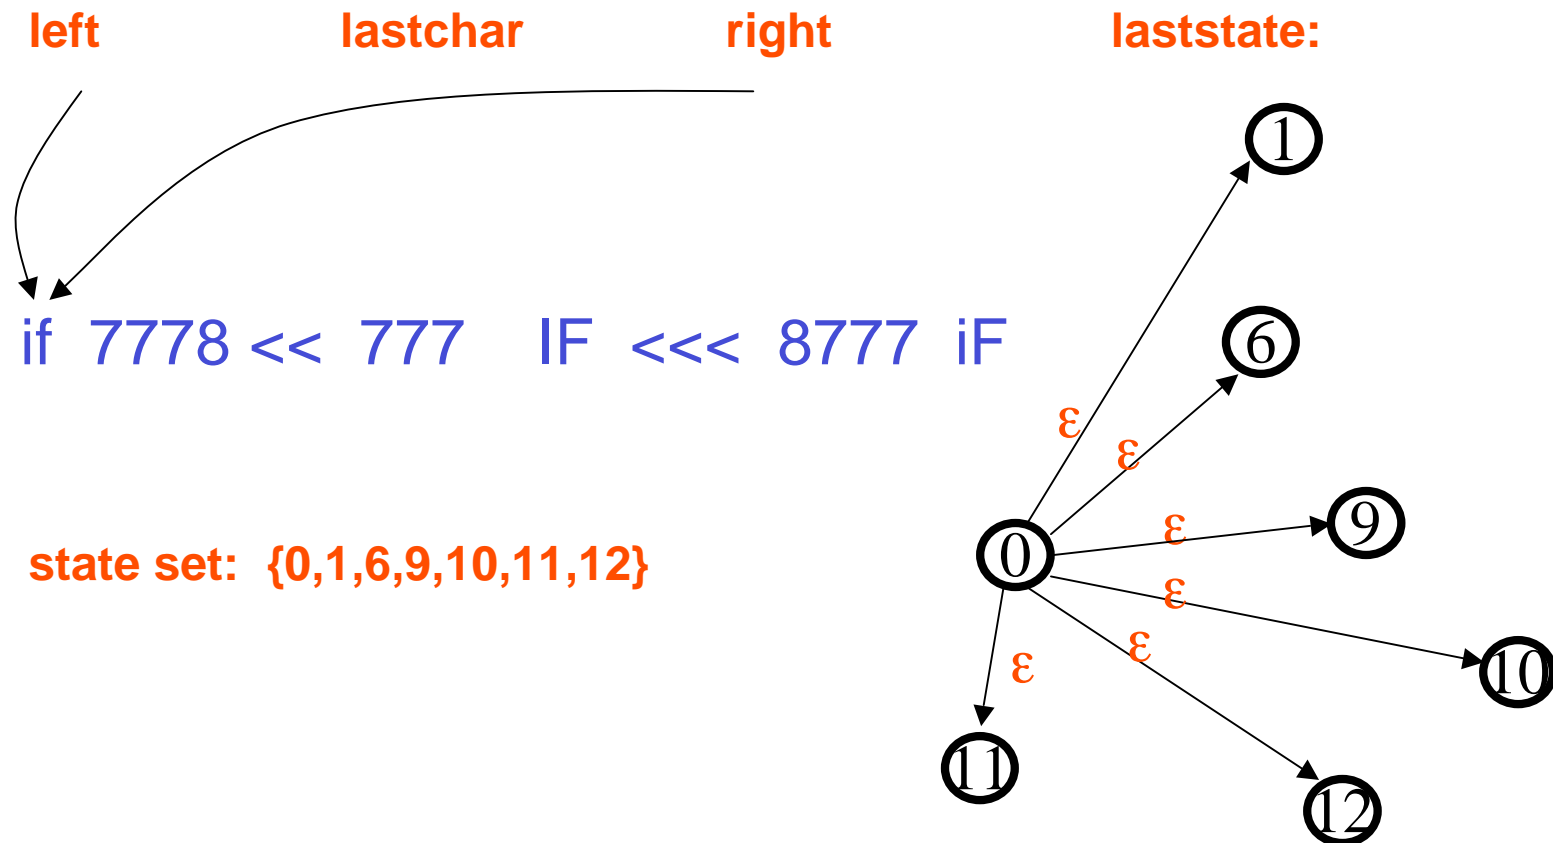 left lastchar right laststate:
1
if 7778 << 777 IF <<< 8777 iF
6
ε
ε
9
ε
0
state set: {0,1,6,9,10,11,12}
ε
ε
ε
10
11
12